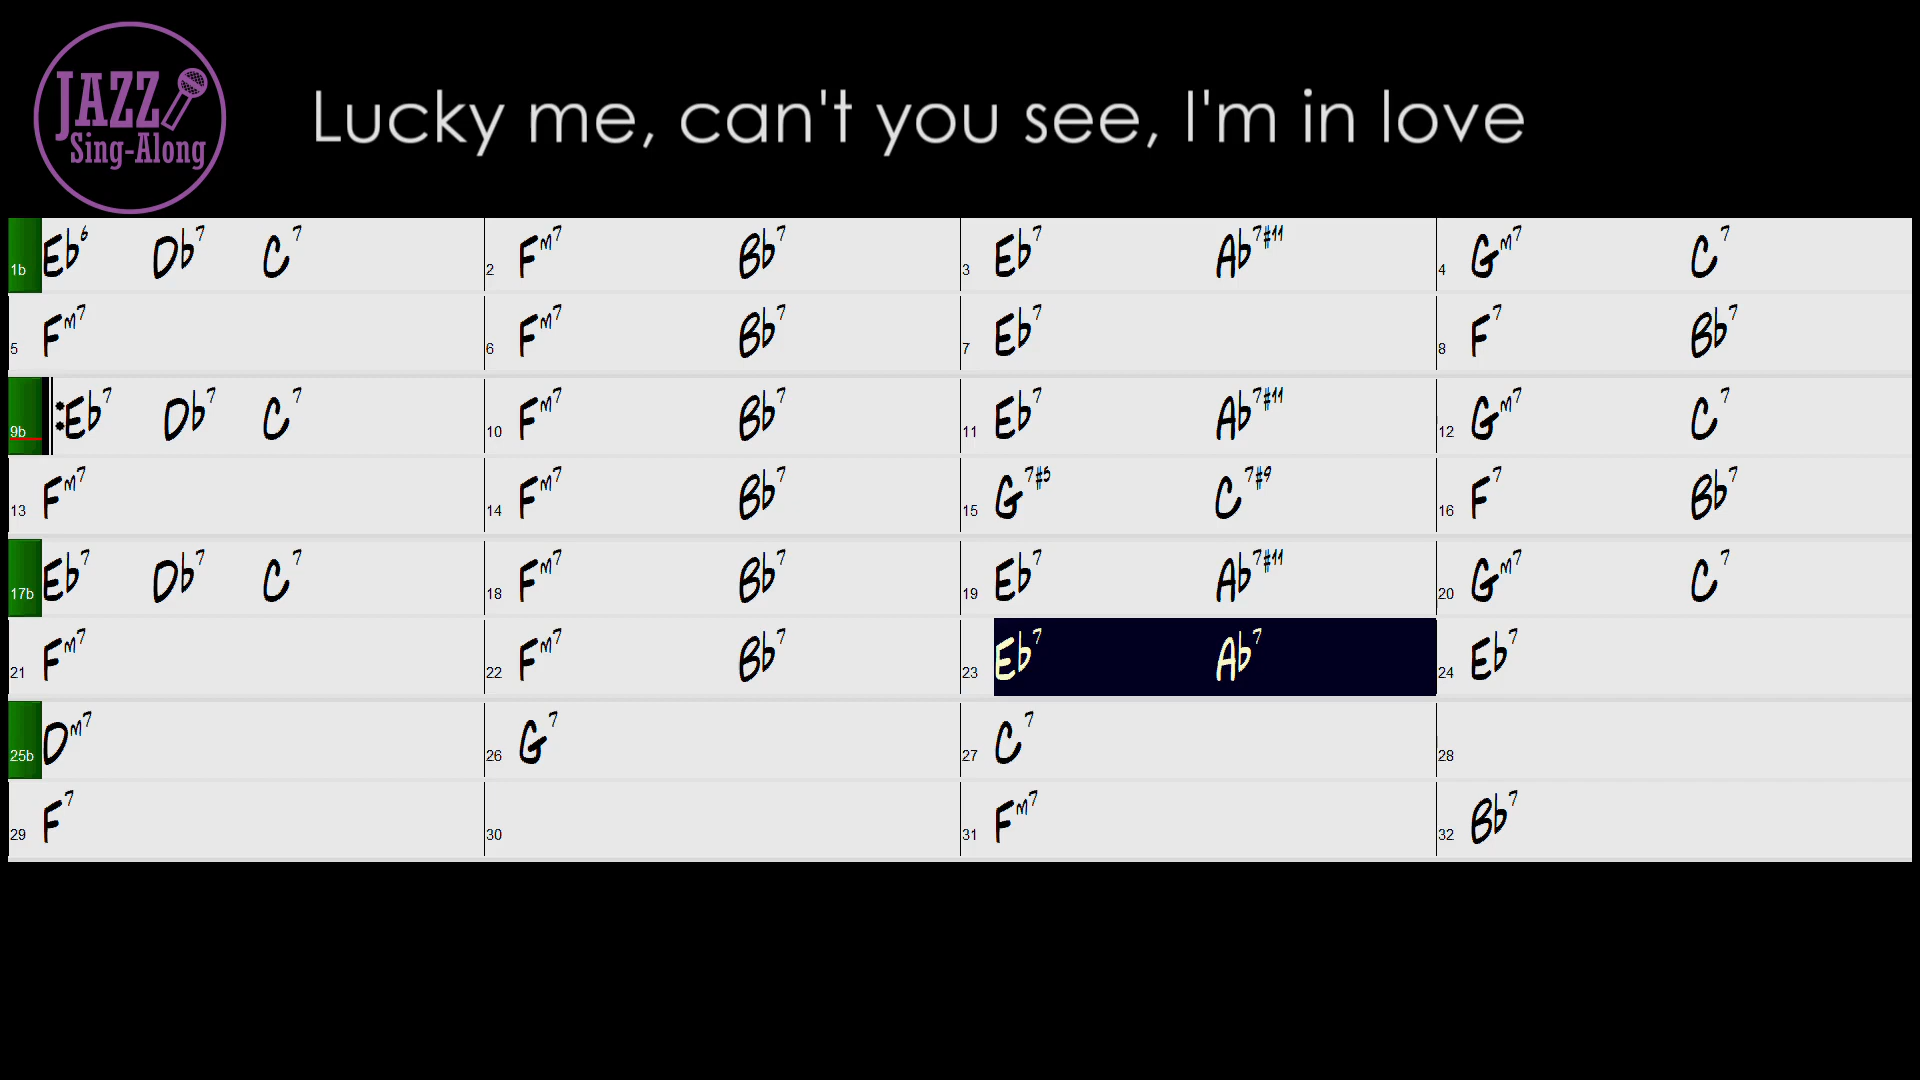 JAZZ
Sing-Along
Lucky me, can't you see, I'm in love
1b Eb6 Db7 C7 2 Fm7 Bb7 3 Eb7 Ab7#11 4 Gm7 C7
5 Fm7 6 Fm7 Bb7 7 Eb7 8 F7 Bb7
9b Eb7 Db7 C7 10 Fm7 Bb7 11 Eb7 Ab7#11 12 Gm7 C7
13 Fm7 14 Fm7 Bb7 15 G7#5 C7#9 16 F7 Bb7
17b Eb7 Db7 C7 18 Fm7 Bb7 19 Eb7 Ab7#11 20 Gm7 C7
21 Fm7 22 Fm7 Bb7 23 Eb7 Ab7 24 Eb7
25b Dm7 26 G7 27 C7 28
29 F7 30 31 Fm7 32 Bb7